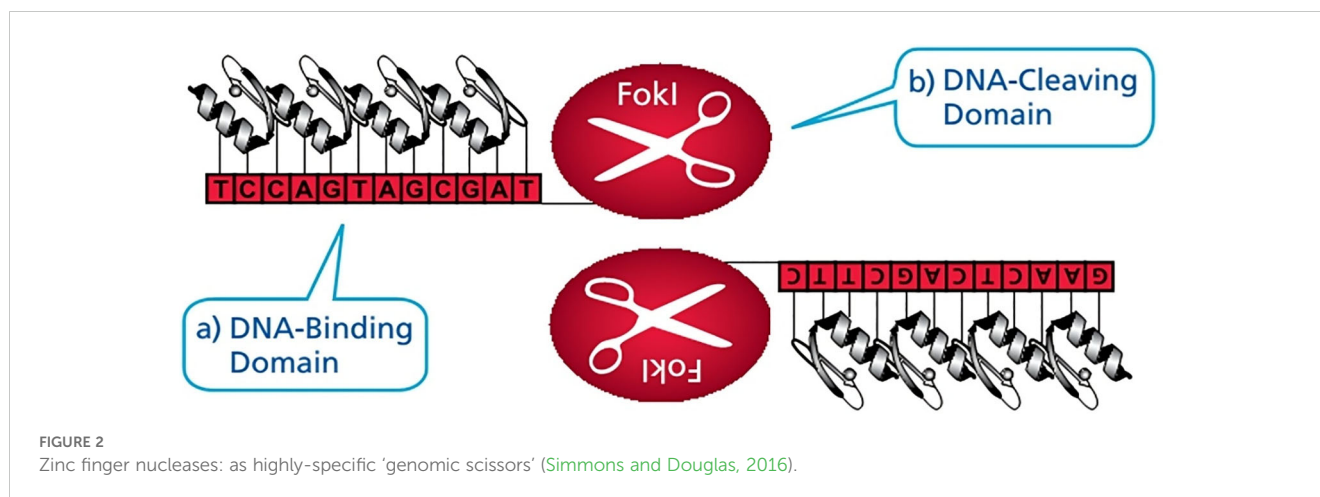 FokI
b) DNA-Cleaving
Domain
TCCAGTAGCGAT
a) DNA-Binding
Domain
FokI
CTTCGACTCAAG
FIGURE 2
Zinc finger nucleases: as highly-specific ‘genomic scissors’ (Simmons and Douglas, 2016).